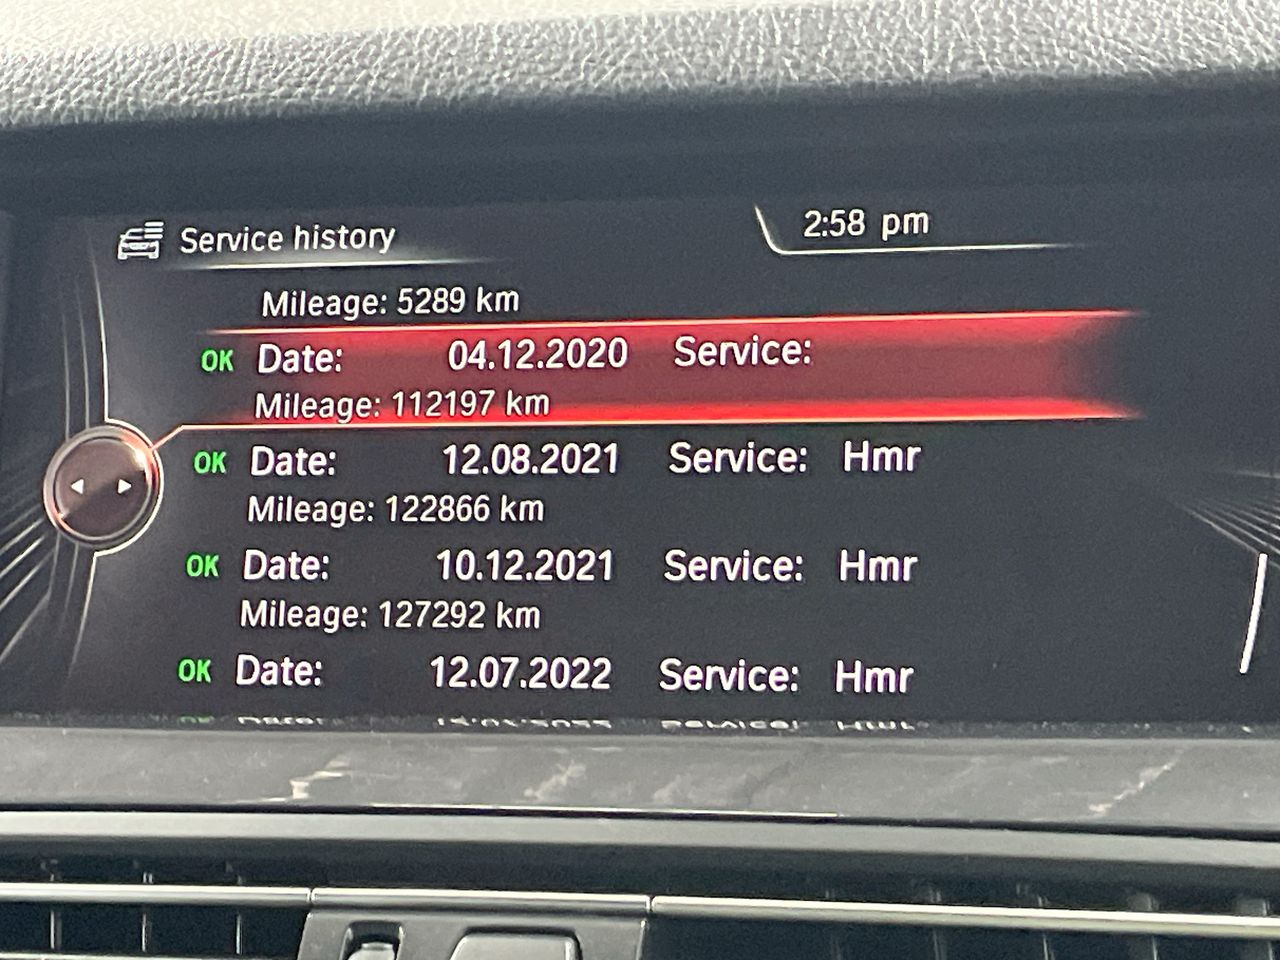 Service history
2:58 pm
Mileage: 5289 km
OK Date: 04.12.2020 Service:
Mileage: 112197 km
OK Date: 12.08.2021 Service: Hmr
Mileage: 122866 km
OK Date: 10.12.2021 Service: Hmr
Mileage: 127292 km
OK Date: 12.07.2022 Service: Hmr